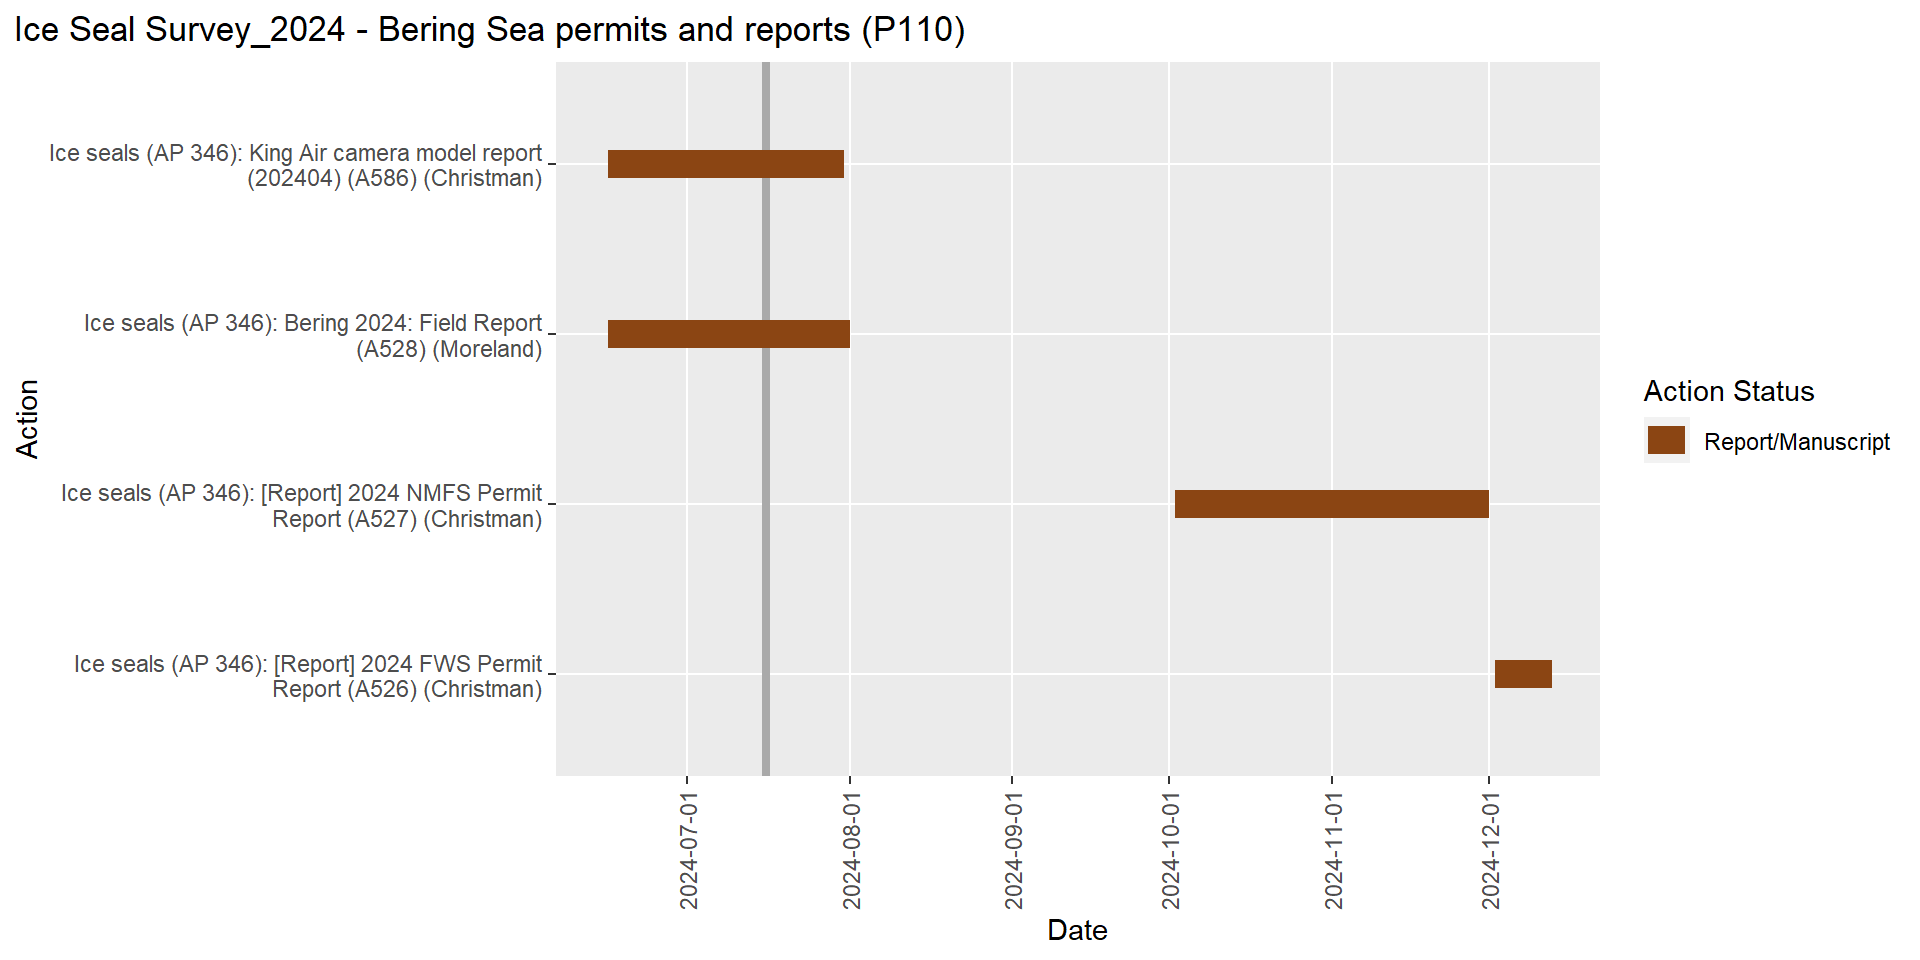 Ice Seal Survey_2024 - Bering Sea permits and reports (P110)
Ice seals (AP 346): King Air camera model report
(202404) (A586) (Christman)
Ice seals (AP 346): Bering 2024: Field Report
(A528) (Moreland)
Ice seals (AP 346): [Report] 2024 NMFS Permit
Report (A527) (Christman)
Ice seals (AP 346): [Report] 2024 FWS Permit
Report (A526) (Christman)
Action
2024-07-01
2024-08-01
2024-09-01
2024-10-01
2024-11-01
2024-12-01
Date
Action Status
Report/Manuscript